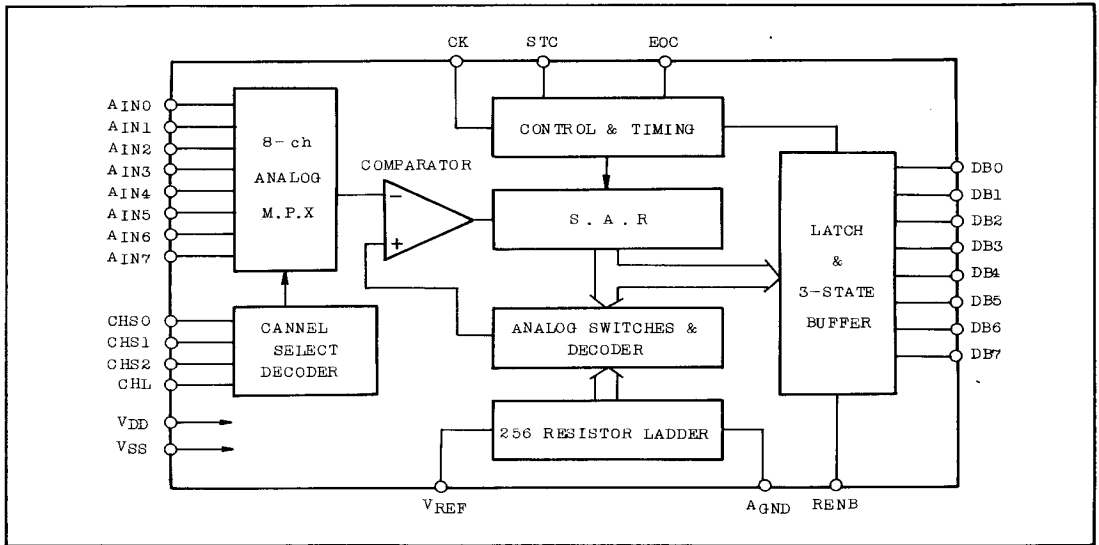 CK
STC
EOC
AIN0
AIN1
AIN2
AIN3
AIN4
AIN5
AIN6
AIN7
8-ch
ANALOG
M.P.X
COMPARATOR
−
+
CONTROL & TIMING
S.A.R
ANALOG SWITCHES &
DECODER
256 RESISTOR LADDER
LATCH
&
3-STATE
BUFFER
DB0
DB1
DB2
DB3
DB4
DB5
DB6
DB7
CHS0
CHS1
CHS2
CHL
CANNEL
SELECT
DECODER
VDD
VSS
VREF
AGND
RENB